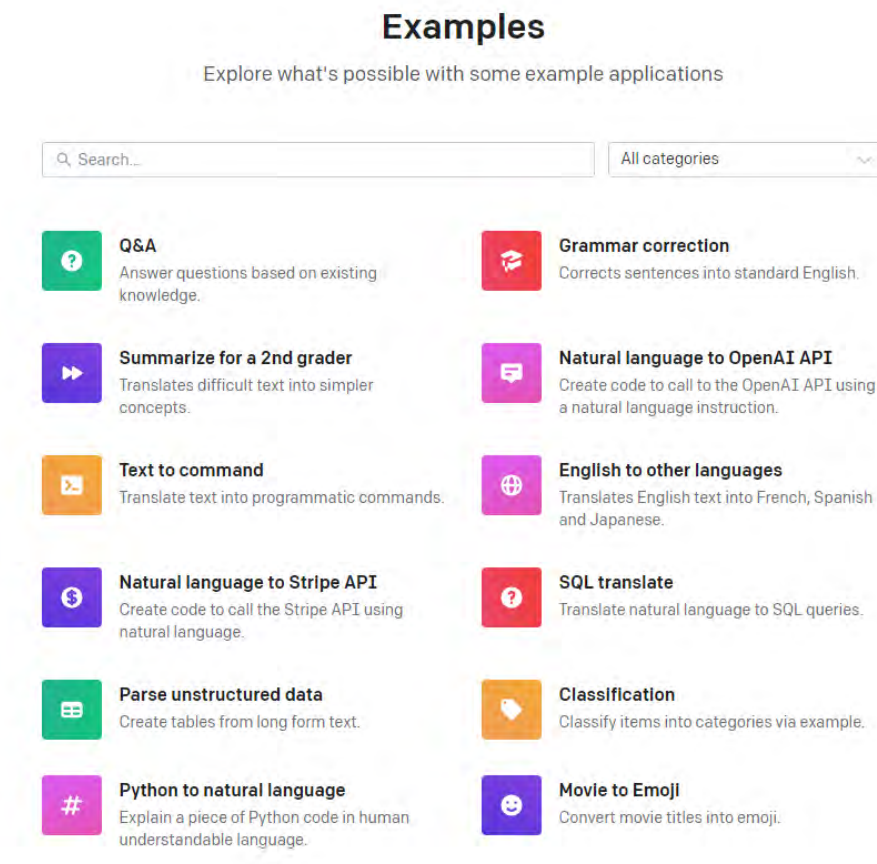 Examples
Explore what's possible with some example applications
Search...
All categories
Q&A
Answer questions based on existing
knowledge.
Grammar correction
Corrects sentences into standard English.
Summarize for a 2nd grader
Translates difficult text into simpler
concepts.
Natural language to OpenAI API
Create code to call to the OpenAI API using
a natural language instruction.
Text to command
Translate text into programmatic commands.
English to other languages
Translates English text into French, Spanish
and Japanese.
Natural language to Stripe API
Create code to call the Stripe API using
natural language.
SQL translate
Translate natural language to SQL queries.
Parse unstructured data
Create tables from long form text.
Classification
Classify items into categories via example.
Python to natural language
Explain a piece of Python code in human
understandable language.
Movie to Emoji
Convert movie titles into emoji.